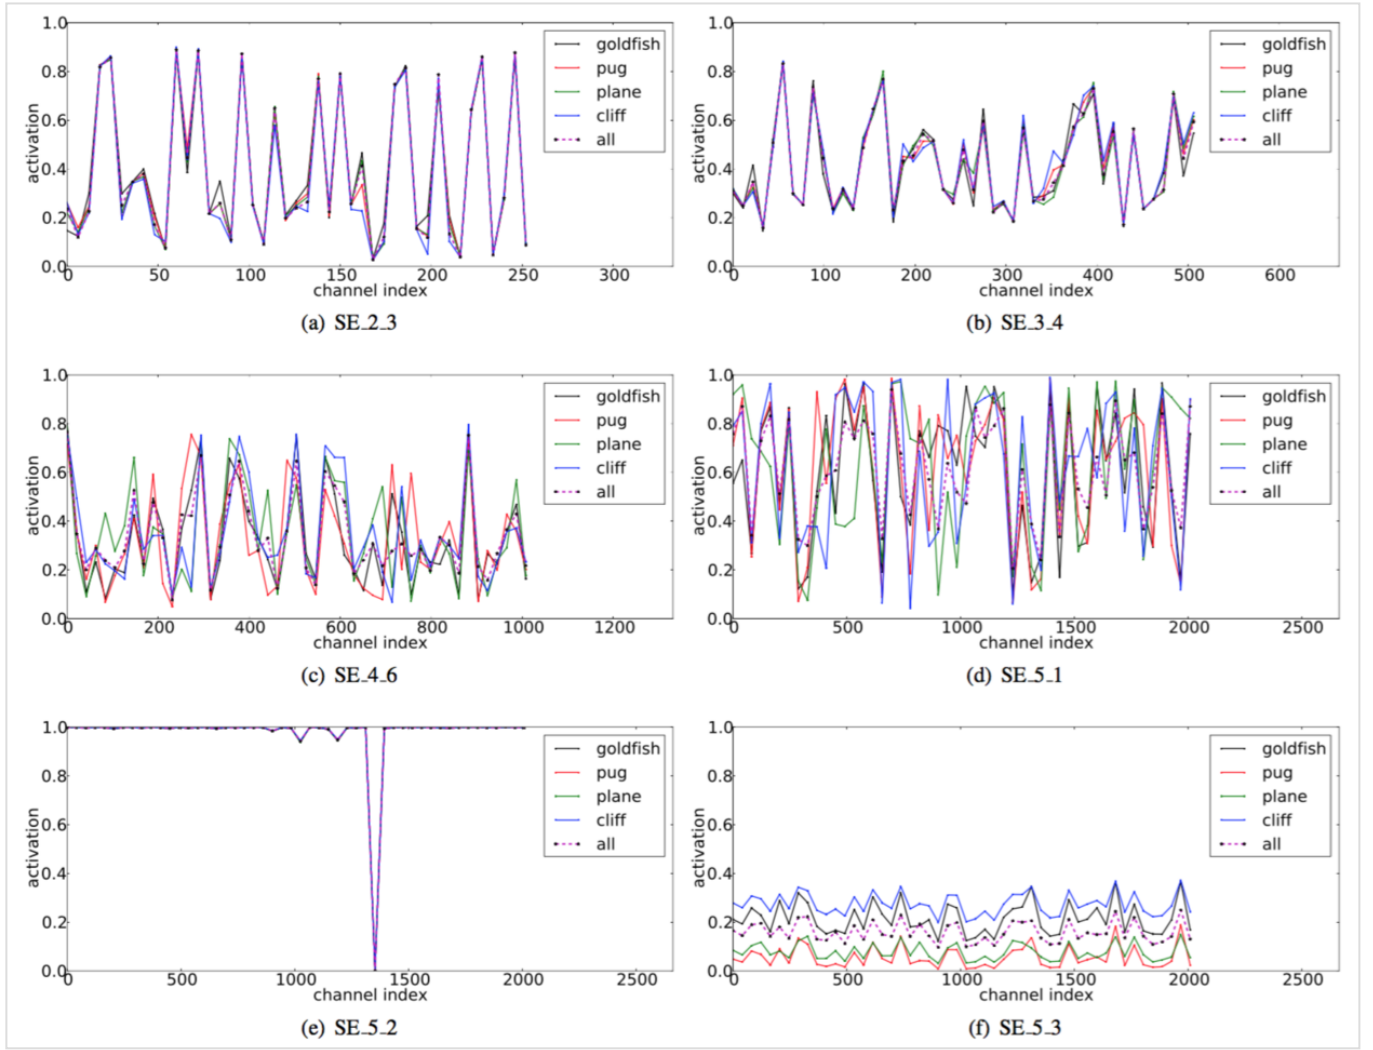 1.0
0.8
0.6
0.4
0.2
0.0
activation
0 50 100 150 200 250 300
channel index
goldfish
pug
plane
cliff
all
(a) SE_2_3
1.0
0.8
0.6
0.4
0.2
0.0
activation
0 100 200 300 400 500 600
channel index
goldfish
pug
plane
cliff
all
(b) SE_3_4
1.0
0.8
0.6
0.4
0.2
0.0
activation
0 200 400 600 800 1000 1200
channel index
goldfish
pug
plane
cliff
all
(c) SE_4_6
1.0
0.8
0.6
0.4
0.2
0.0
activation
0 500 1000 1500 2000 2500
channel index
goldfish
pug
plane
cliff
all
(d) SE_5_1
1.0
0.8
0.6
0.4
0.2
0.0
activation
0 500 1000 1500 2000 2500
channel index
goldfish
pug
plane
cliff
all
(e) SE_5_2
1.0
0.8
0.6
0.4
0.2
0.0
activation
0 500 1000 1500 2000 2500
channel index
goldfish
pug
plane
cliff
all
(f) SE_5_3